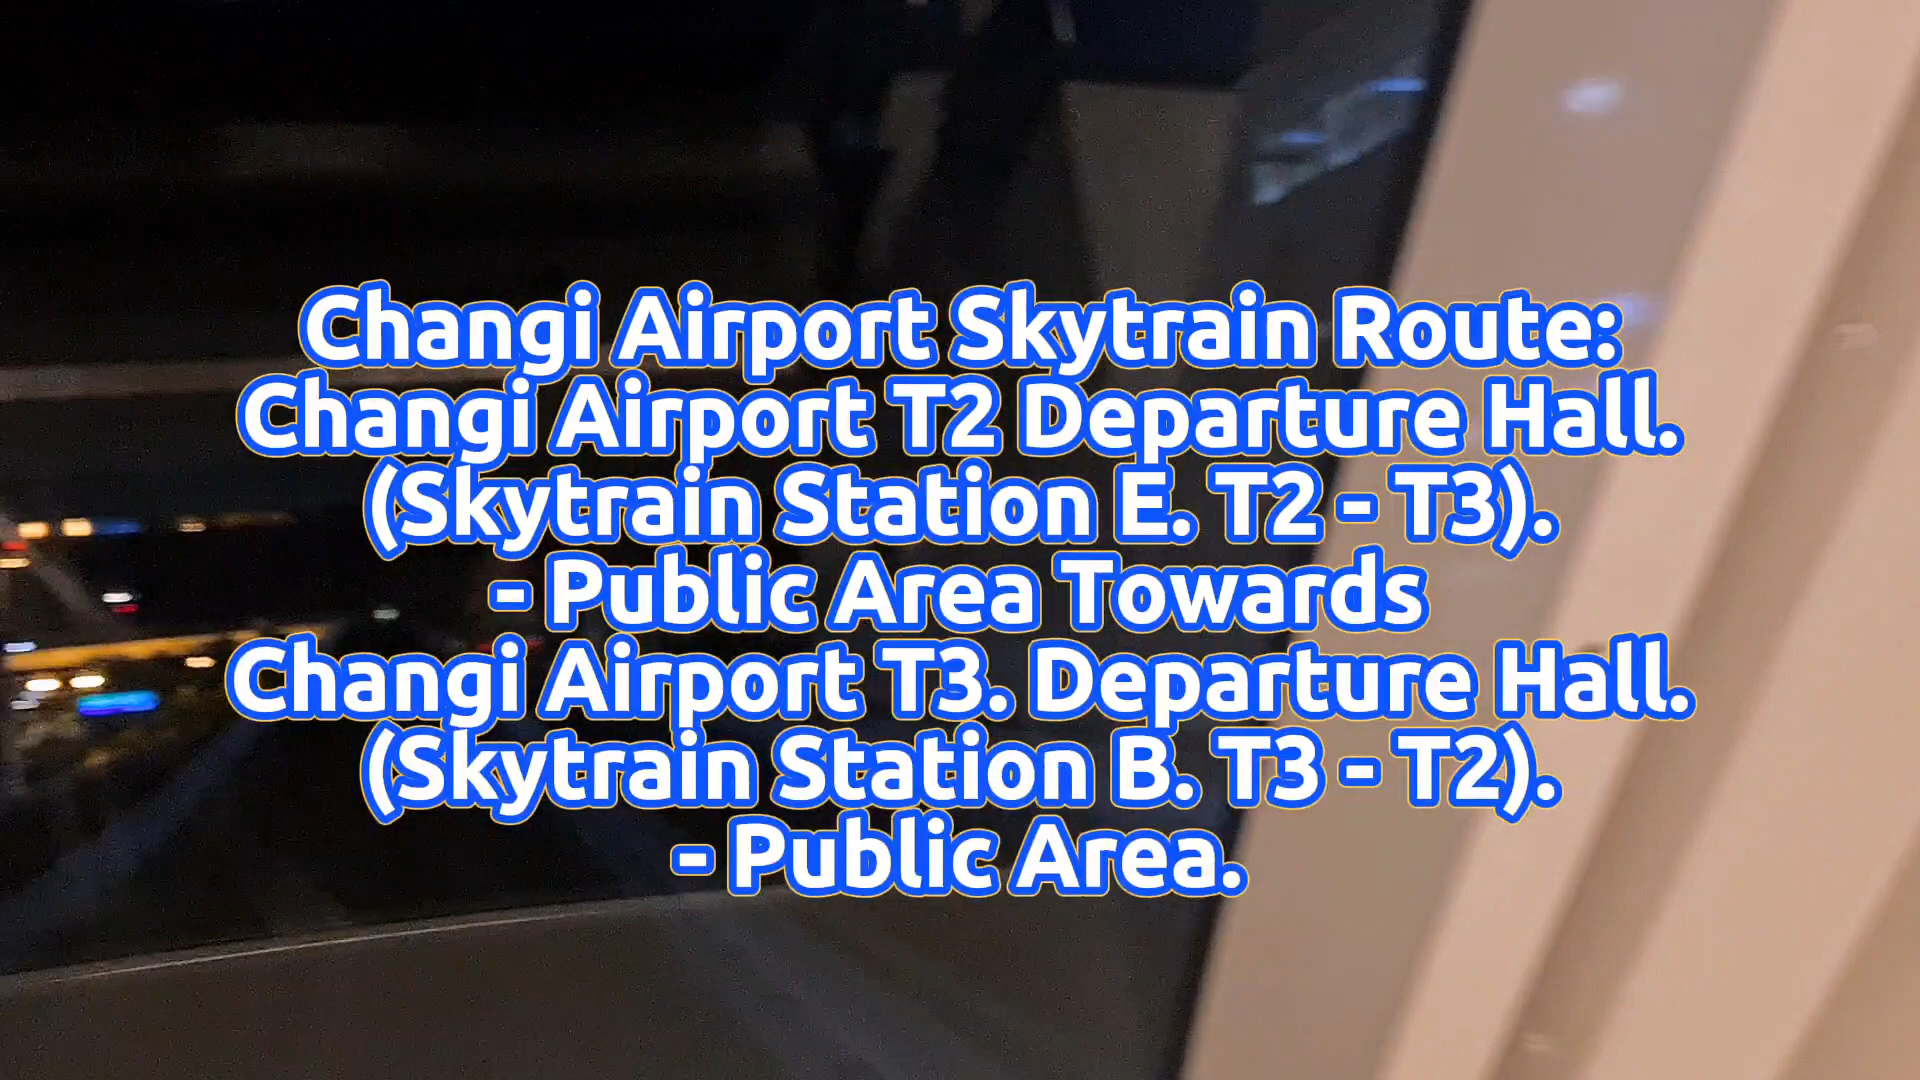 Changi Airport Skytrain Route:
Changi Airport T2 Departure Hall.
(Skytrain Station E. T2 - T3).
- Public Area Towards
Changi Airport T3. Departure Hall.
(Skytrain Station B. T3 - T2).
- Public Area.